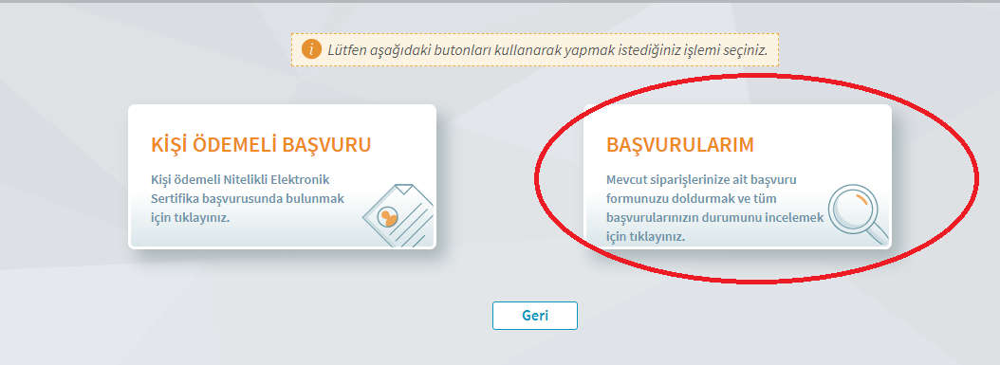 Lütfen aşağıdaki butonları kullanarak yapmak istediğiniz işlemi seçiniz.
KİŞİ ÖDEMELİ BAŞVURU
Kişi ödemeli Nitelikli Elektronik
Sertifika başvurusunda bulunmak
için tıklayınız.
BAŞVURULARIM
Mevcut siparişlerinize ait başvuru
formunuzu doldurmak ve tüm
başvurularınızın durumunu incelemek
için tıklayınız.
Geri